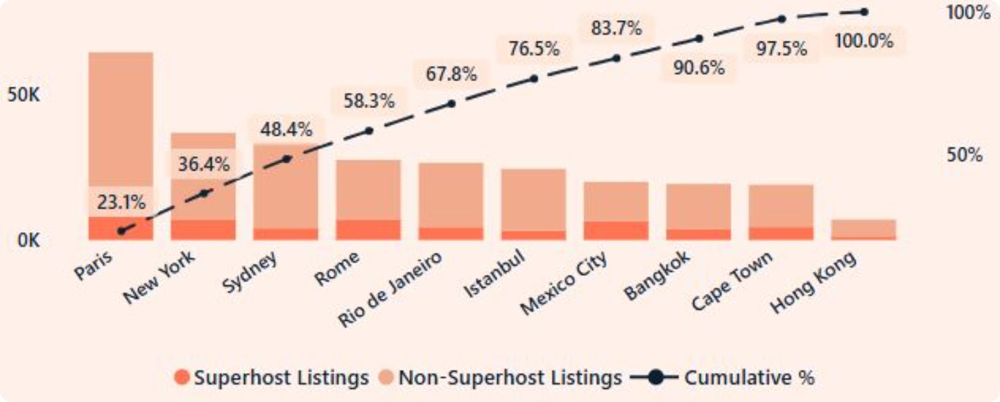 100%
83.7%
76.5%
97.5%
100.0%
90.6%
67.8%
50K
58.3%
48.4%
50%
36.4%
23.1%
0K
Paris
New York
Sydney
Rome
Rio de Janeiro
Istanbul
Mexico City
Bangkok
Cape Town
Hong Kong
Superhost Listings Non-Superhost Listings Cumulative %